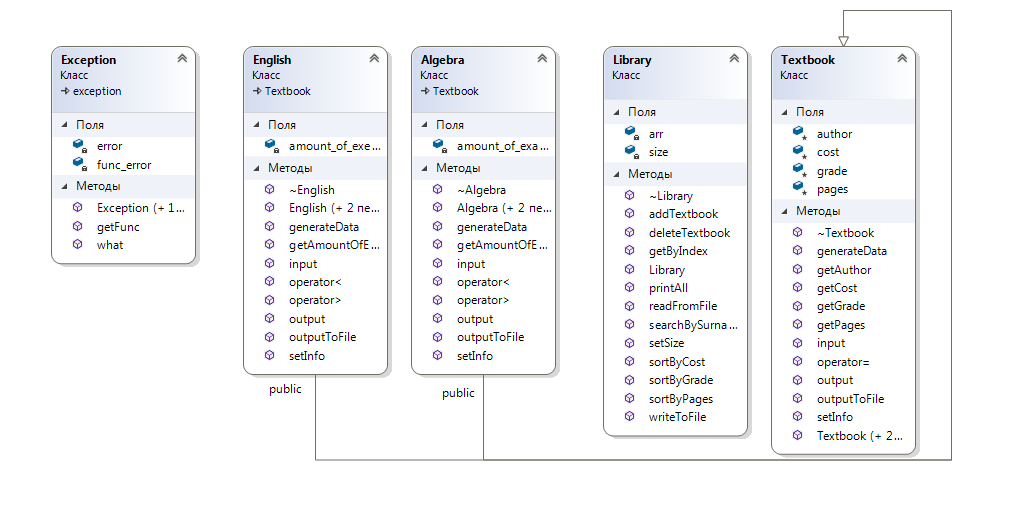 Exception
Класс
exception
Поля
error
func_error
Методы
Exception (+ 1...
getFunc
what
English
Класс
Textbook
Поля
amount_of_exe...
Методы
~English
English (+ 2 пе...
generateData
getAmountOfE...
input
operator<
operator>
output
outputToFile
setInfo
public
Algebra
Класс
Textbook
Поля
amount_of_exa...
Методы
~Algebra
Algebra (+ 2 пе...
generateData
getAmountOfE...
input
operator<
operator>
output
outputToFile
setInfo
public
Library
Класс
Поля
arr
size
Методы
~Library
addTextbook
deleteTextbook
getByIndex
Library
printAll
readFromFile
searchBySurna...
setSize
sortByCost
sortByGrade
sortByPages
writeToFile
Textbook
Класс
Поля
author
cost
grade
pages
Методы
~Textbook
generateData
getAuthor
getCost
getGrade
getPages
input
operator=
output
outputToFile
setInfo
Textbook (+ 2...